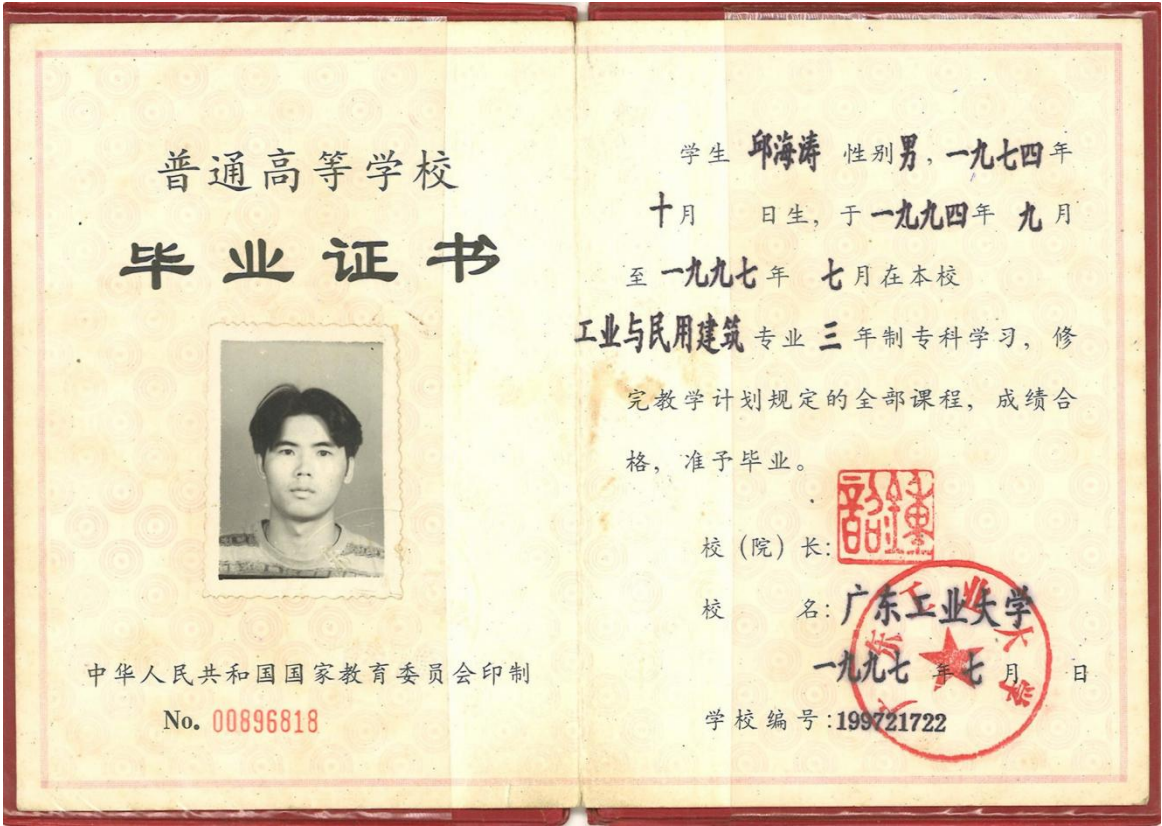 普通高等学校
毕业证书
中华人民共和国国家教育委员会印制
No. 00896818
学生 邱海涛 性别男，一九七四年
十月 日生，于一九九四年 九月
至一九九七年 七月在本校
工业与民用建筑专业 三 年制专科学习，修
完教学计划规定的全部课程，成绩合
格，准予毕业。
校（院）长：
校 名：广东工业大学
一九九七 年七月 日
学校编号：199721722
广东工业大学